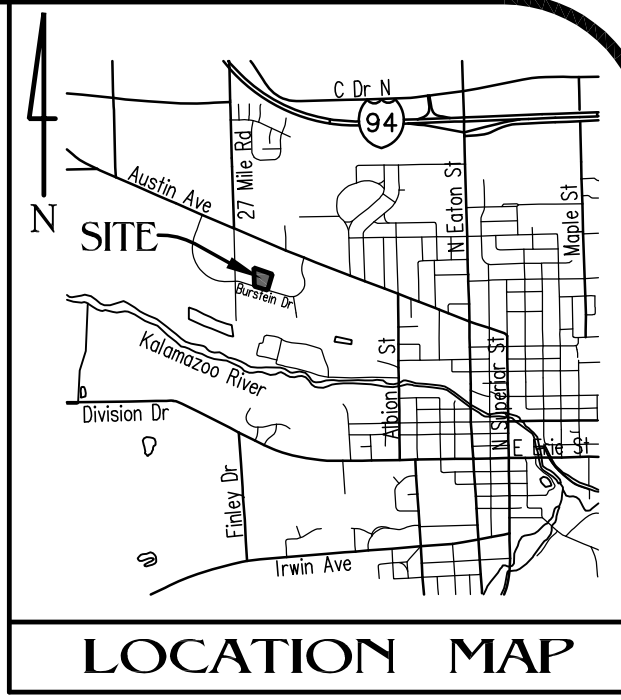 C Dr N
94
27 Mile Rd
Austin Ave
N Eaton St
Maple St
N
SITE
Burstein Dr
Kalamazoo River
Albion St
N Superior St
Division Dr
E Erie St
Finley Dr
Irwin Ave
LOCATION MAP